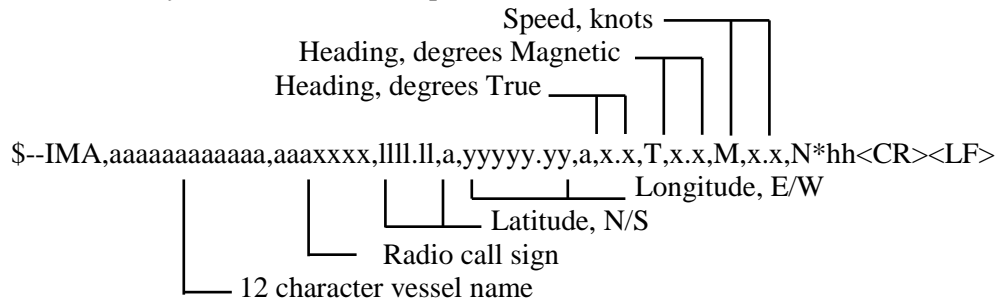 Speed, knots
Heading, degrees Magnetic
Heading, degrees True
$--IMA,aaaaaaaaaaaa,aaaxxxx,llll.ll,a,yyyyy.yy,a,x.x,T,x.x,M,x.x,N*hh<CR><LF>
Longitude, E/W
Latitude, N/S
Radio call sign
12 character vessel name